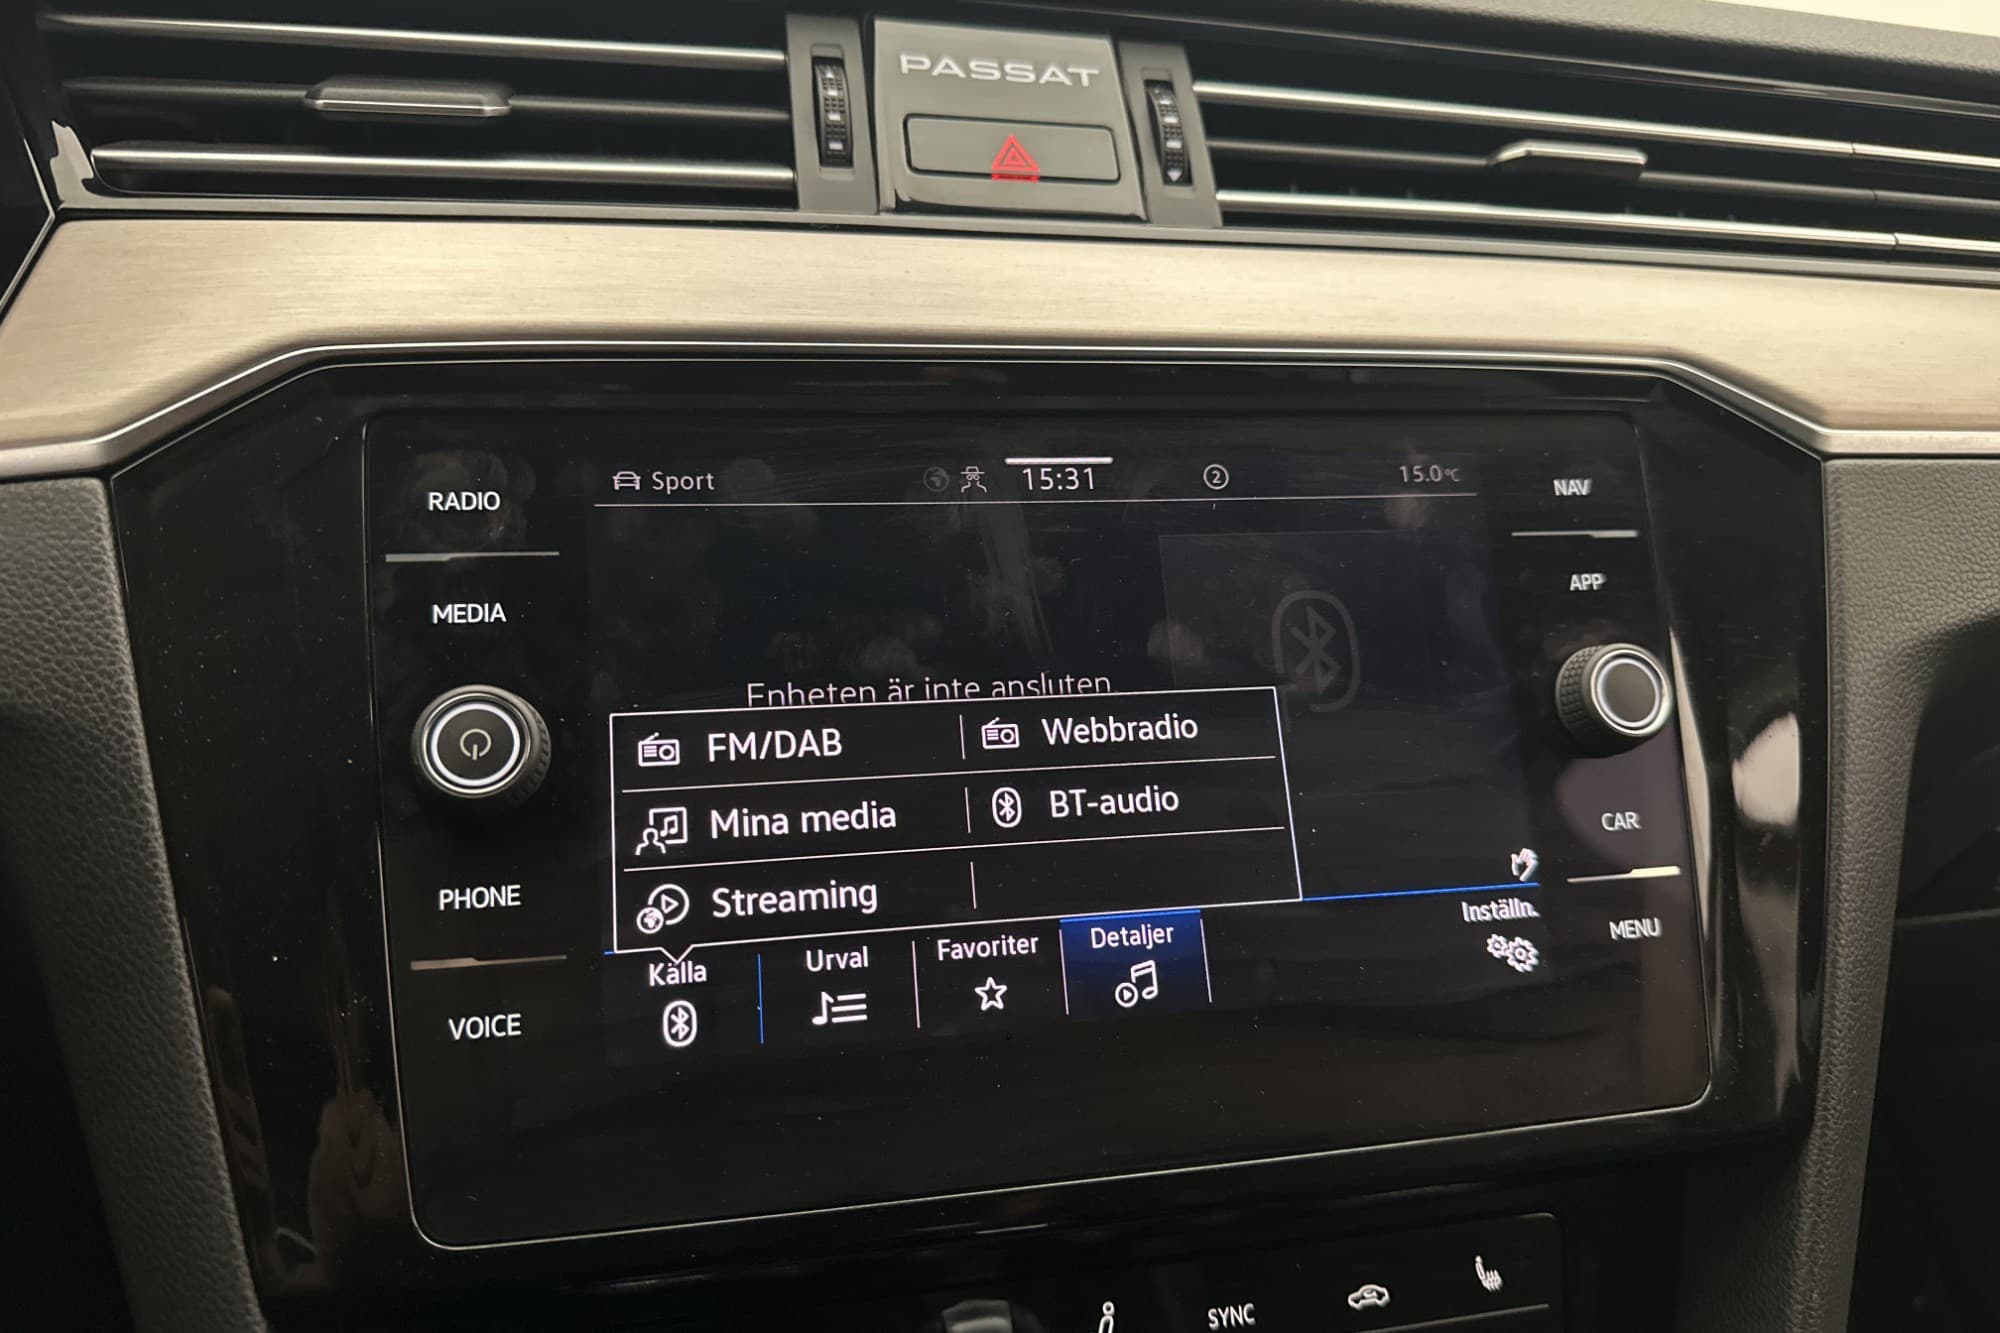 PASSAT
RADIO
MEDIA
PHONE
VOICE
Sport
15:31
2
15.0°C
Enheten är inte ansluten.
FM/DAB
Webbradio
Mina media
BT-audio
Streaming
Källa
Urval
Favoriter
Detaljer
Inställn.
NAV
APP
CAR
MENU
SYNC